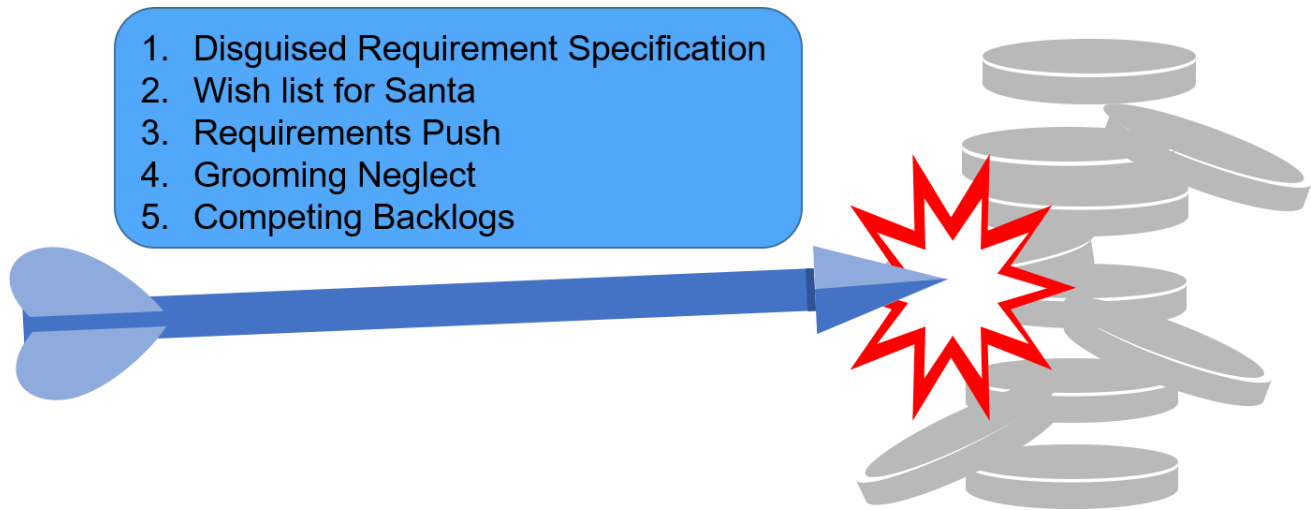 1. Disguised Requirement Specification
2. Wish list for Santa
3. Requirements Push
4. Grooming Neglect
5. Competing Backlogs